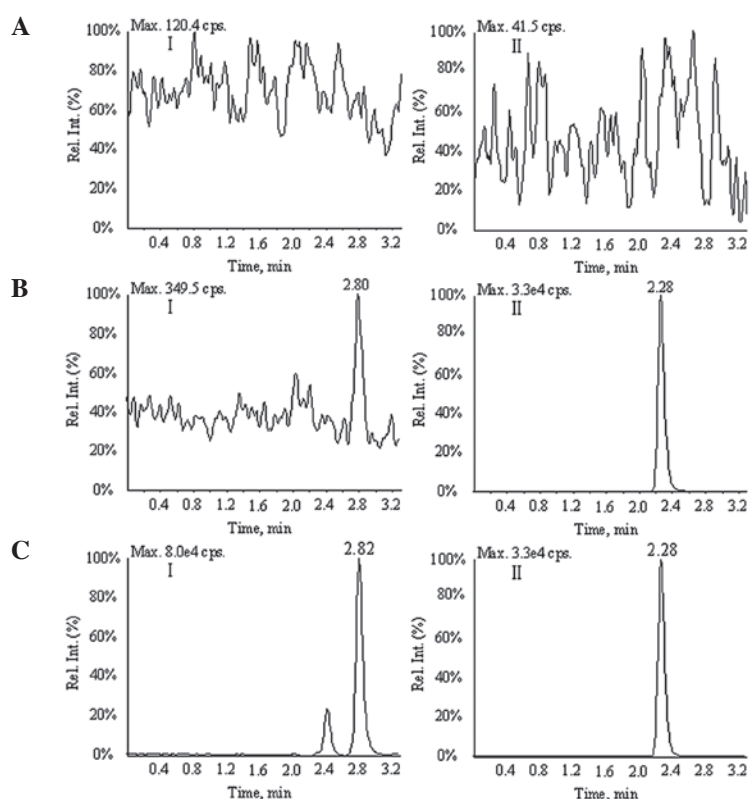 A
Max. 120.4 cps.
I
Rel. Int. (%)
100%
80%
60%
40%
20%
0%
0.4 0.8 1.2 1.6 2.0 2.4 2.8 3.2
Time, min
Max. 41.5 cps.
II
Rel. Int. (%)
100%
80%
60%
40%
20%
0%
0.4 0.8 1.2 1.6 2.0 2.4 2.8 3.2
Time, min
B
Max. 349.5 cps.
I
2.80
Rel. Int. (%)
100%
80%
60%
40%
20%
0%
0.4 0.8 1.2 1.6 2.0 2.4 2.8 3.2
Time, min
Max. 3.3e4 cps.
II
2.28
Rel. Int. (%)
100%
80%
60%
40%
20%
0%
0.4 0.8 1.2 1.6 2.0 2.4 2.8 3.2
Time, min
C
Max. 8.0e4 cps.
I
2.82
Rel. Int. (%)
100%
80%
60%
40%
20%
0%
0.4 0.8 1.2 1.6 2.0 2.4 2.8 3.2
Time, min
Max. 3.3e4 cps.
II
2.28
Rel. Int. (%)
100%
80%
60%
40%
20%
0%
0.4 0.8 1.2 1.6 2.0 2.4 2.8 3.2
Time, min